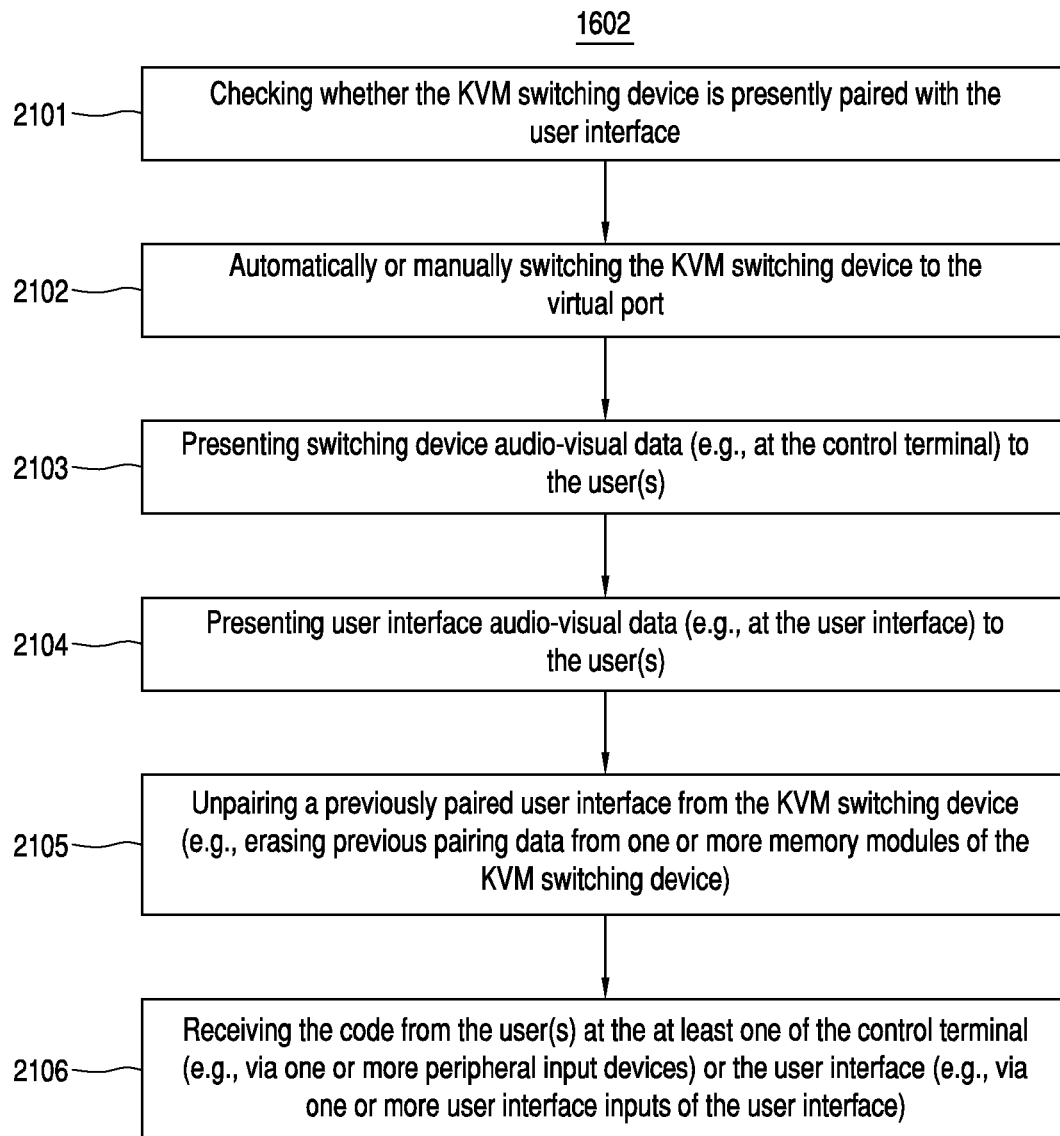 1602
2101
Checking whether the KVM switching device is presently paired with the
user interface
2102
Automatically or manually switching the KVM switching device to the
virtual port
2103
Presenting switching device audio-visual data (e.g., at the control terminal) to
the user(s)
2104
Presenting user interface audio-visual data (e.g., at the user interface) to
the user(s)
2105
Unpairing a previously paired user interface from the KVM switching device
(e.g., erasing previous pairing data from one or more memory modules of the
KVM switching device)
2106
Receiving the code from the user(s) at the at least one of the control terminal
(e.g., via one or more peripheral input devices) or the user interface (e.g., via
one or more user interface inputs of the user interface)